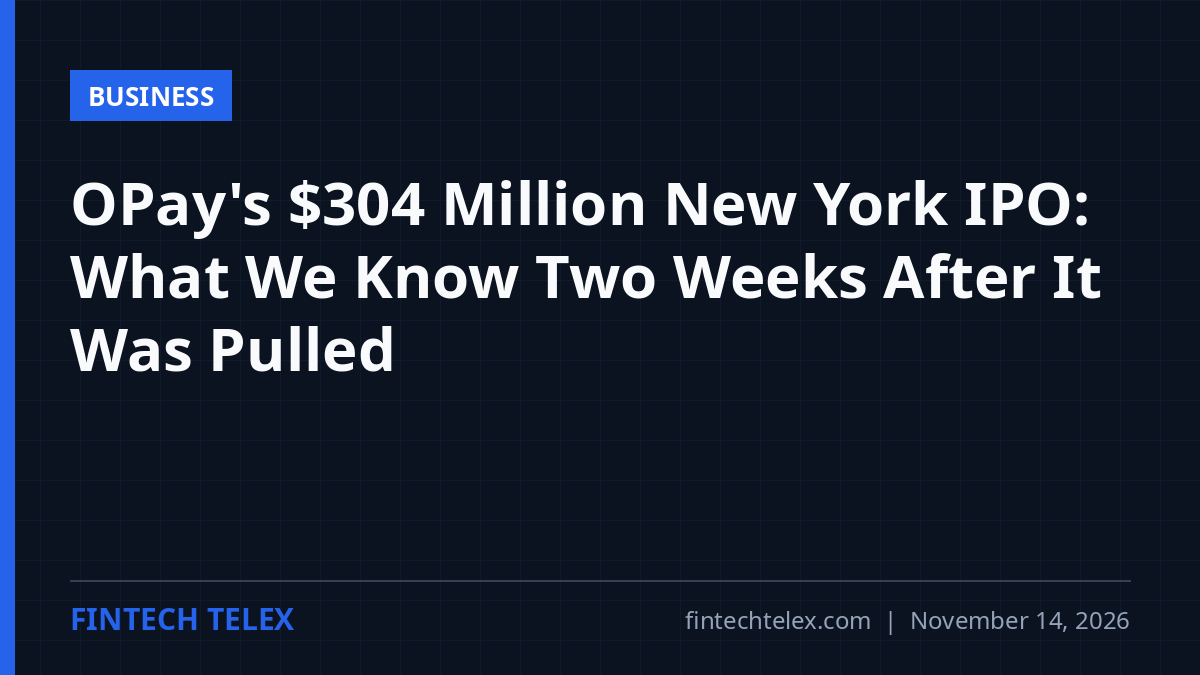 BUSINESS
OPay's $304 Million New York IPO:
What We Know Two Weeks After It
Was Pulled
FINTECH TELEX
fintechtelex.com | November 14, 2026